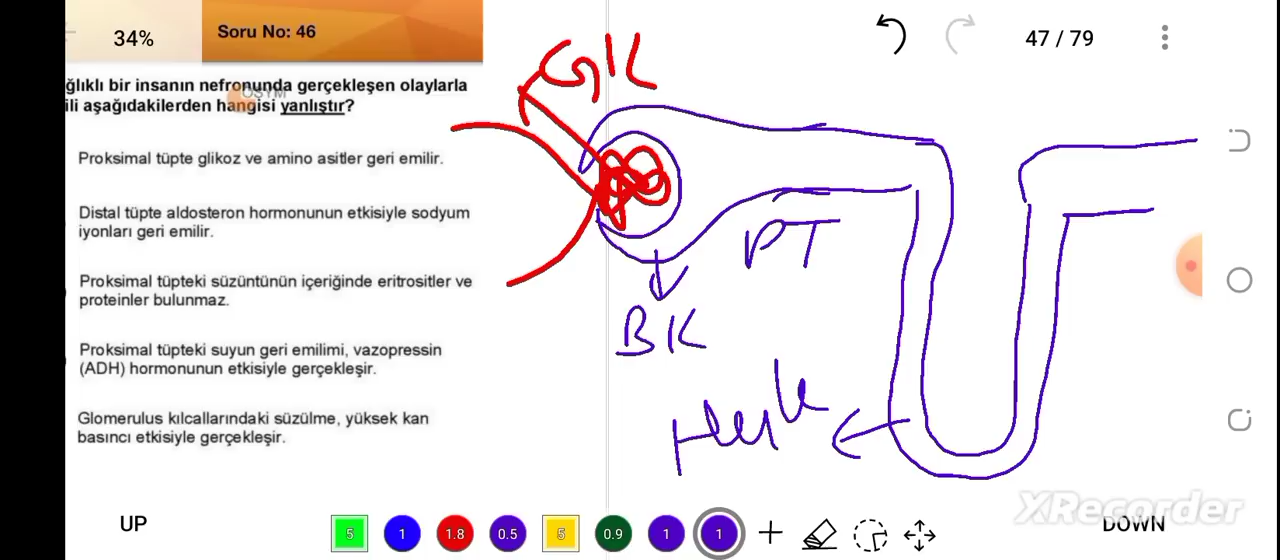 34%
Soru No: 46
47 / 79
ğlıklı bir insanın nefronunda gerçekleşen olaylarla
ili aşağıdakilerden hangisi yanlıştır?
ÖSYM
Proksimal tüpte glikoz ve amino asitler geri emilir.
Distal tüpte aldosteron hormonunun etkisiyle sodyum
iyonları geri emilir.
Proksimal tüpteki süzüntünün içeriğinde eritrositler ve
proteinler bulunmaz.
Proksimal tüpteki suyun geri emilimi, vazopressin
(ADH) hormonunun etkisiyle gerçekleşir.
Glomerulus kılcallarındaki süzülme, yüksek kan
basıncı etkisiyle gerçekleşir.
GK
PT
BK
UP
5
1
1.8
0.5
5
0.9
1
1
DOWN
XRecorder